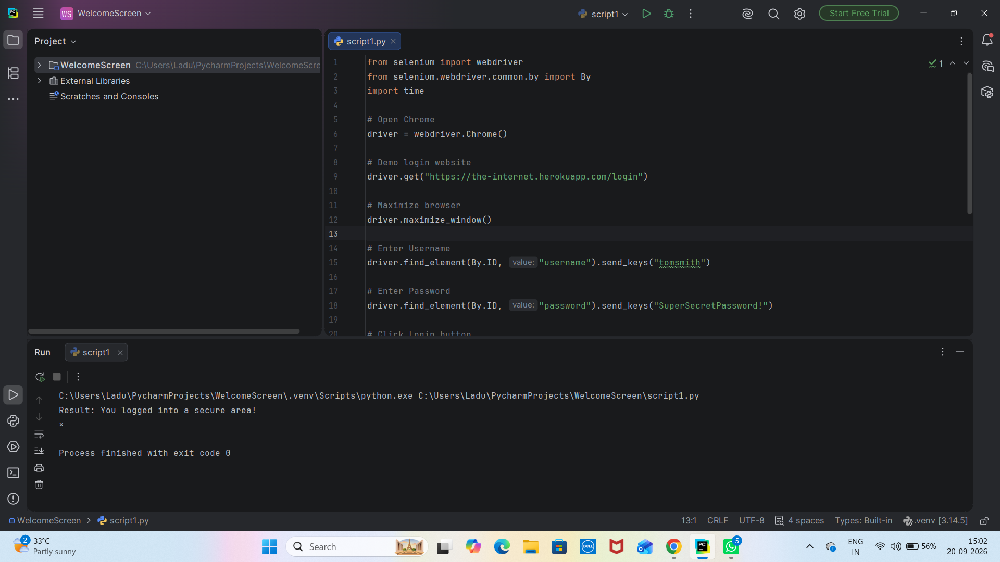 WS WelcomeScreen
script1
Start Free Trial
Project
script1.py
WelcomeScreen C:\Users\Ladu\PycharmProjects\WelcomeScre
External Libraries
Scratches and Consoles
1
1 from selenium import webdriver
2 from selenium.webdriver.common.by import By
3 import time
4
5 # Open Chrome
6 driver = webdriver.Chrome()
7
8 # Demo login website
9 driver.get("https://the-internet.herokuapp.com/login")
10
11 # Maximize browser
12 driver.maximize_window()
13
14 # Enter Username
15 driver.find_element(By.ID, value: "username").send_keys("tomsmith")
16
17 # Enter Password
18 driver.find_element(By.ID, value: "password").send_keys("SuperSecretPassword!")
19
20 # Click Login button
Run script1
C:\Users\Ladu\PycharmProjects\WelcomeScreen\.venv\Scripts\python.exe C:\Users\Ladu\PycharmProjects\WelcomeScreen\script1.py
Result: You logged into a secure area!
×
Process finished with exit code 0
WelcomeScreen > script1.py
13:1 CRLF UTF-8 4 spaces Types: Built-in .venv [3.14.5]
2
33°C
Partly sunny
Search
DELL
PC
5
ENG
IN
56%
15:02
20-09-2026